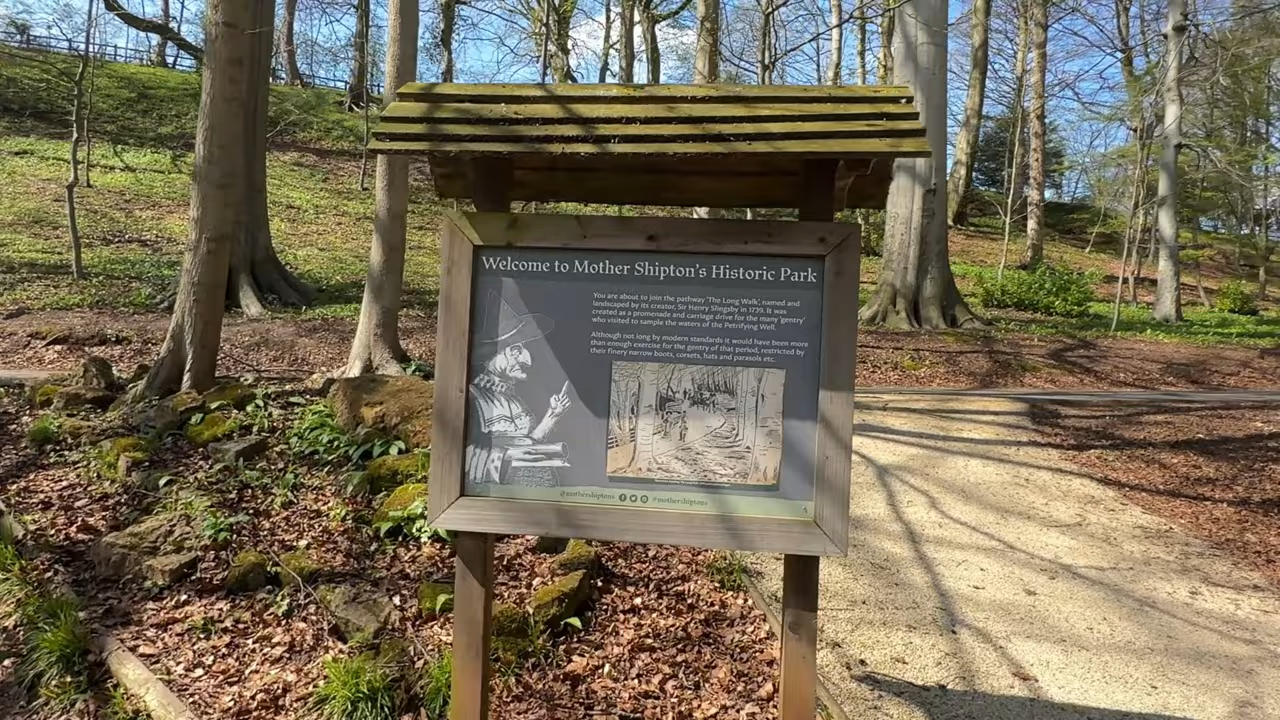 Welcome to Mother Shipton's Historic Park
You are about to join the pathway 'The Long Walk', named and
landscaped by its creator, Sir Henry Slingsby in 1739. It was
created as a promenade and carriage drive for the many 'gentry'
who visited to sample the waters of the Petrifying Well.
Although not long by modern standards it would have been more
than enough exercise for the gentry of that period, restricted by
their finery narrow boots, corsets, hats and parasols etc.
@mothershiptons #mothershiptons